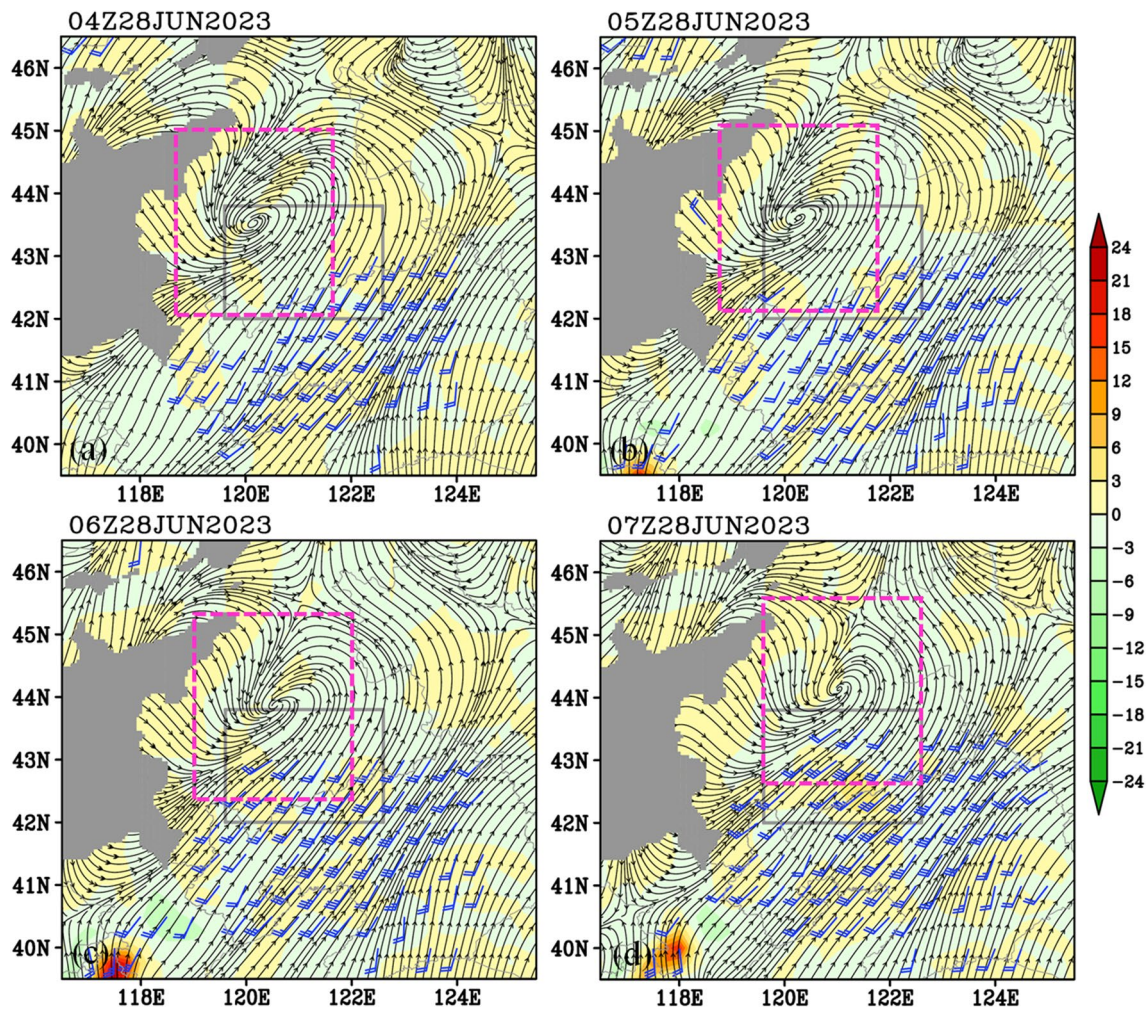 04Z28JUN2023
46N
45N
44N
43N
42N
41N
40N
(a)
118E 120E 122E 124E
05Z28JUN2023
46N
45N
44N
43N
42N
41N
40N
(b)
118E 120E 122E 124E
06Z28JUN2023
46N
45N
44N
43N
42N
41N
40N
(c)
118E 120E 122E 124E
07Z28JUN2023
46N
45N
44N
43N
42N
41N
40N
(d)
118E 120E 122E 124E
24
21
18
15
12
9
6
3
0
-3
-6
-9
-12
-15
-18
-21
-24